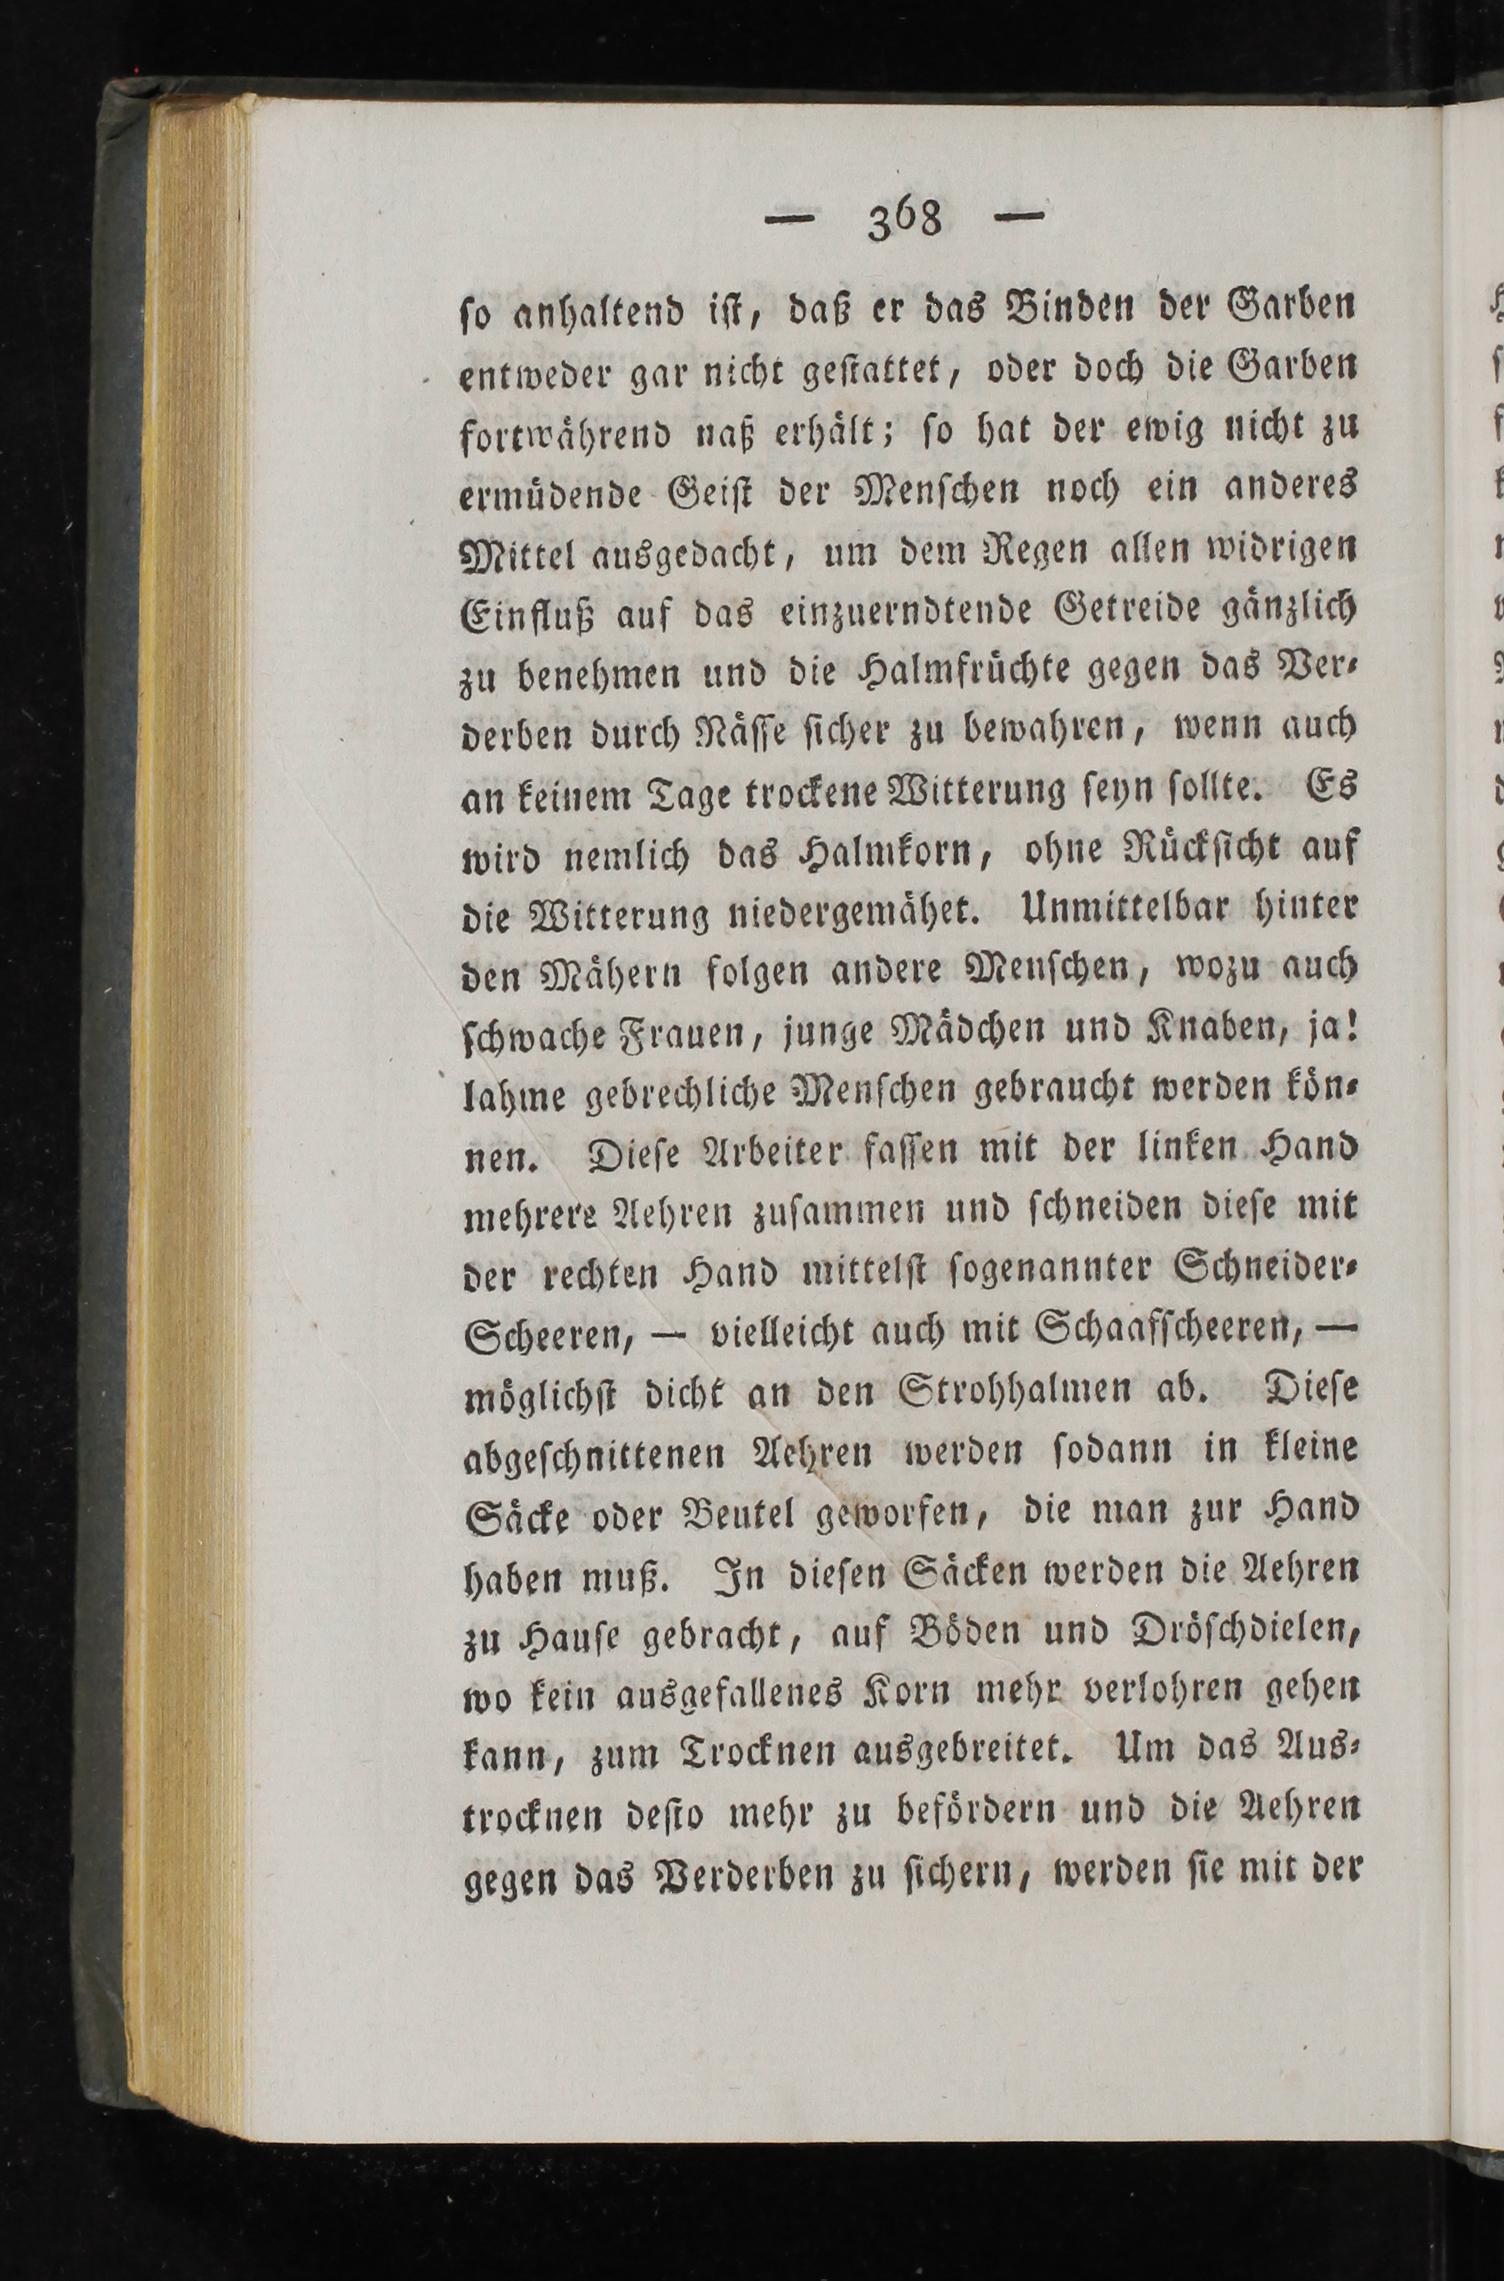 — 368 —
ſo anhaltend iſt, daß er das Binden der Garben
entweder gar nicht geſtattet, oder doch die Garben
fortwährend naß erhält; ſo hat der ewig nicht zu
ermüdende Geiſt der Menſchen noch ein anderes
Mittel ausgedacht, um dem Regen allen widrigen
Einfluß auf das einzuerndtende Getreide gänzlich
zu benehmen und die Halmfrüchte gegen das Ver⸗
derben durch Näſſe ſicher zu bewahren, wenn auch
an keinem Tage trockene Witterung ſeyn ſollte. Es
wird nemlich das Halmkorn, ohne Rückſicht auf
die Witterung niedergemähet. Unmittelbar hinter
den Mähern folgen andere Menſchen, wozu auch
ſchwache Frauen, junge Mädchen und Knaben, ja!
lahme gebrechliche Menſchen gebraucht werden kön⸗
nen. Dieſe Arbeiter faſſen mit der linken Hand
mehrere Aehren zuſammen und ſchneiden dieſe mit
der rechten Hand mittelſt ſogenannter Schneider⸗
Scheeren, — vielleicht auch mit Schaafſcheeren, —
möglichſt dicht an den Strohhalmen ab. Dieſe
abgeſchnittenen Aehren werden ſodann in kleine
Säcke oder Beutel geworfen, die man zur Hand
haben muß. In dieſen Säcken werden die Aehren
zu Hauſe gebracht, auf Böden und Dröſchdielen,
wo kein ausgefallenes Korn mehr verlohren gehen
kann, zum Trocknen ausgebreitet. Um das Aus⸗
trocknen deſto mehr zu befördern und die Aehren
gegen das Verderben zu ſichern, werden ſie mit der